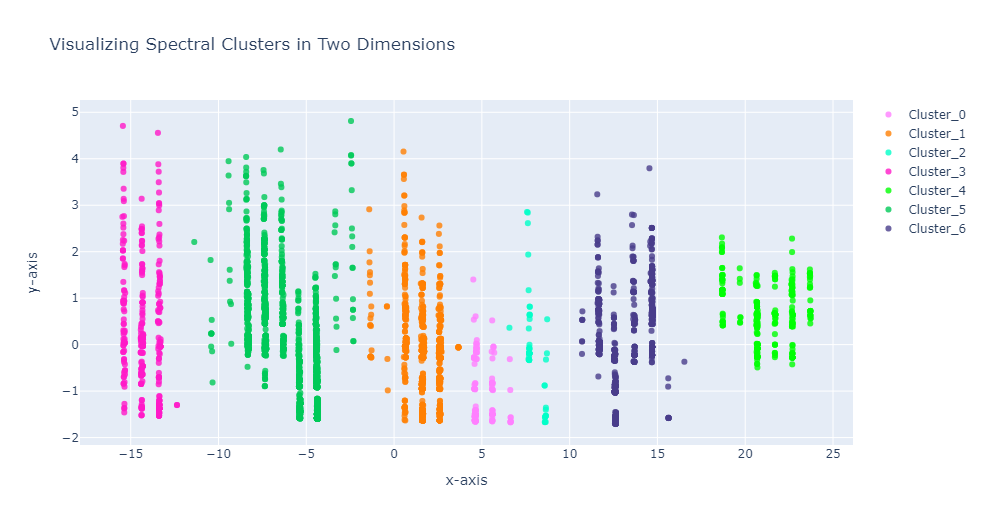 Visualizing Spectral Clusters in Two Dimensions
5
4
3
2
1
0
−1
−2
y-axis
−15 −10 −5 0 5 10 15 20 25
x-axis
Cluster_0
Cluster_1
Cluster_2
Cluster_3
Cluster_4
Cluster_5
Cluster_6